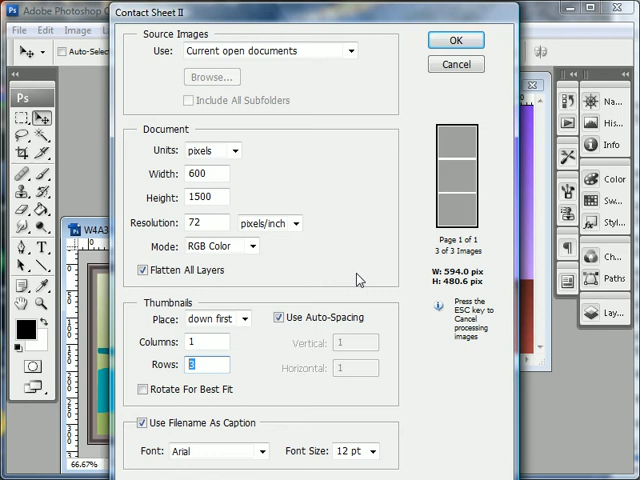 Adobe Photoshop C
Contact Sheet II
File Edit Image
Auto-Selec
Ps
Source Images
Use: Current open documents
Browse...
Include All Subfolders
OK
Cancel
Document
Units: pixels
Width: 600
Height: 1500
Resolution: 72 pixels/inch
Mode: RGB Color
Flatten All Layers
Page 1 of 1
3 of 3 Images
W: 594.0 pix
H: 480.6 pix
Press the
ESC key to
Cancel
processing
images
Thumbnails
Place: down first
Use Auto-Spacing
Columns: 1
Vertical: 1
Rows: 3
Horizontal: 1
Rotate For Best Fit
Use Filename As Caption
Font: Arial
Font Size: 12 pt
W4A3
0
66.67%
Na...
His...
Info
Color
Sw...
Styl...
Ch...
Paths
Lay...